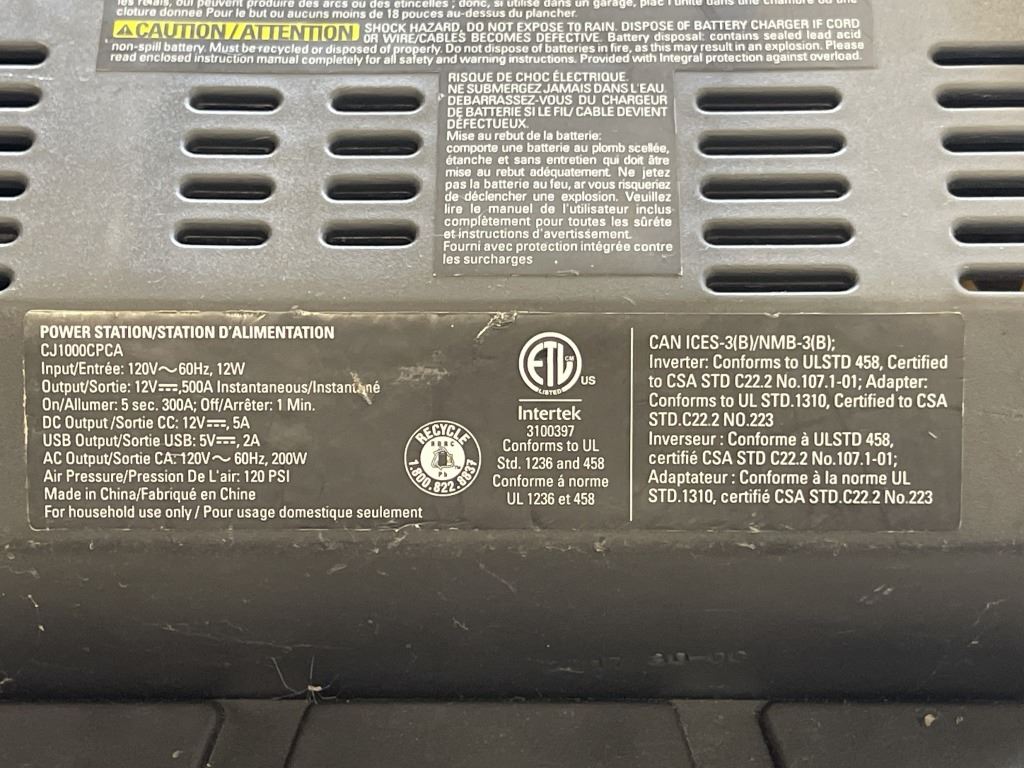 les relais, qui peuvent produire des arcs ou des étincelles ; donc, si utilisé dans un garage, plac l'unité dans une chambre ou une
cloture donnee Pour le but ou aucuns moins de 18 pouces au-dessus du plancher.
CAUTION/ATTENTION SHOCK HAZARD. DO NOT EXPOSE TO RAIN. DISPOSE OF BATTERY CHARGER IF CORD
OR WIRE/CABLES BECOMES DEFECTIVE. Battery disposal: contains sealed lead acid
non-spill battery. Must be recycled or disposed of properly. Do not dispose of batteries in fire, as this may result in an explosion. Please
read enclosed instruction manual completely for all safety and warning instructions. Provided with Integral protection against overload.
RISQUE DE CHOC ÉLECTRIQUE.
NE SUBMERGEZ JAMAIS DANS L'EAU.
DEBARRASSEZ-VOUS DU CHARGEUR
DE BATTERIE SI LE FIL/ CABLE DEVIENT
DÉFECTUEUX.
Mise au rebut de la batterie:
comporte une batterie au plomb scellée,
étanche et sans entretien qui doit être
mise au rebut adéquatement. Ne jetez
pas la batterie au feu, ar vous risqueriez
de déclencher une explosion. Veuillez
lire le manuel de l'utilisateur inclus
complètement pour toutes les sûrête
et instructions d'avertissement.
Fourni avec protection intégrée contre
les surcharges
POWER STATION/STATION D'ALIMENTATION
CJ1000CPCA
Input/Entrée: 120V～60Hz, 12W
Output/Sortie: 12V⎓,500A Instantaneous/Instantané
On/Allumer: 5 sec. 300A; Off/Arrêter: 1 Min.
DC Output /Sortie CC: 12V⎓, 5A
USB Output/Sortie USB: 5V⎓, 2A
AC Output/Sortie CA: 120V～ 60Hz, 200W
Air Pressure/Pression De L'air: 120 PSI
Made in China/Fabriqué en Chine
For household use only / Pour usage domestique seulement
RECYCLE
1.800.822.8837
ETL CM
LISTED US
Intertek
3100397
Conforms to UL
Std. 1236 and 458
Conforme á norme
UL 1236 et 458
CAN ICES-3(B)/NMB-3(B);
Inverter: Conforms to ULSTD 458, Certified
to CSA STD C22.2 No.107.1-01; Adapter:
Conforms to UL STD.1310, Certified to CSA
STD.C22.2 NO.223
Inverseur : Conforme à ULSTD 458,
certifié CSA STD C22.2 No.107.1-01;
Adaptateur : Conforme à la norme UL
STD.1310, certifié CSA STD.C22.2 No.223